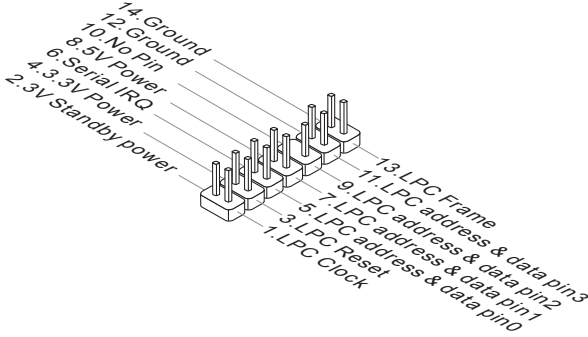 14.Ground
12.Ground
10.No Pin
8.5V Power
6.Serial IRQ
4.3.3V Power
2.3V Standby power
13.LPC Frame
11.LPC address & data pin3
9.LPC address & data pin2
7.LPC address & data pin1
5.LPC address & data pin0
3.LPC Reset
1.LPC Clock